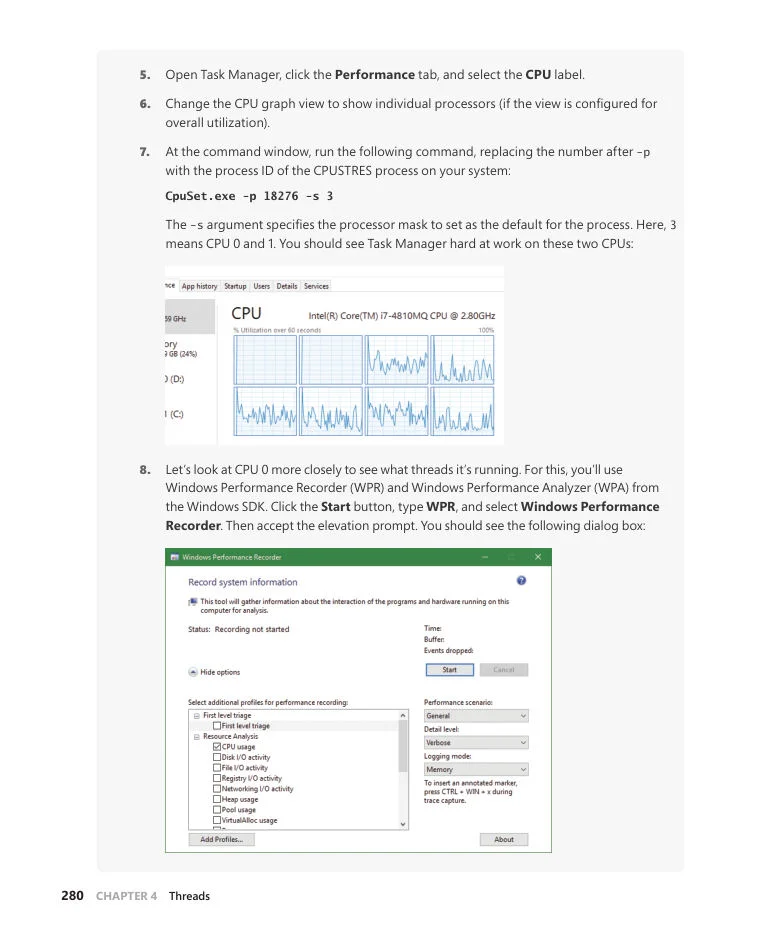 5. Open Task Manager, click the Performance tab, and select the CPU label.
6. Change the CPU graph view to show individual processors (if the view is configured for
overall utilization).
7. At the command window, run the following command, replacing the number after -p
with the process ID of the CPUSTRES process on your system:
CpuSet.exe -p 18276 -s 3
The -s argument specifies the processor mask to set as the default for the process. Here, 3
means CPU 0 and 1. You should see Task Manager hard at work on these two CPUs:
nce App history Startup Users Details Services
CPU Intel(R) Core(TM) i7-4810MQ CPU @ 2.80GHz
59 GHz
% Utilization over 60 seconds 100%
ory
9 GB (24%)
0 (D:)
1 (C:)
8. Let's look at CPU 0 more closely to see what threads it's running. For this, you'll use
Windows Performance Recorder (WPR) and Windows Performance Analyzer (WPA) from
the Windows SDK. Click the Start button, type WPR, and select Windows Performance
Recorder. Then accept the elevation prompt. You should see the following dialog box:
Windows Performance Recorder
Record system information
This tool will gather information about the interaction of the programs and hardware running on this
computer for analysis.
Status: Recording not started
Time:
Buffer:
Events dropped:
Hide options
Start Cancel
Select additional profiles for performance recording:
First level triage
First level triage
Resource Analysis
CPU usage
Disk I/O activity
File I/O activity
Registry I/O activity
Networking I/O activity
Heap usage
Pool usage
VirtualAlloc usage
Performance scenario:
General
Detail level:
Verbose
Logging mode:
Memory
To insert an annotated marker,
press CTRL + WIN + x during
trace capture.
Add Profiles... About
280 CHAPTER 4 Threads